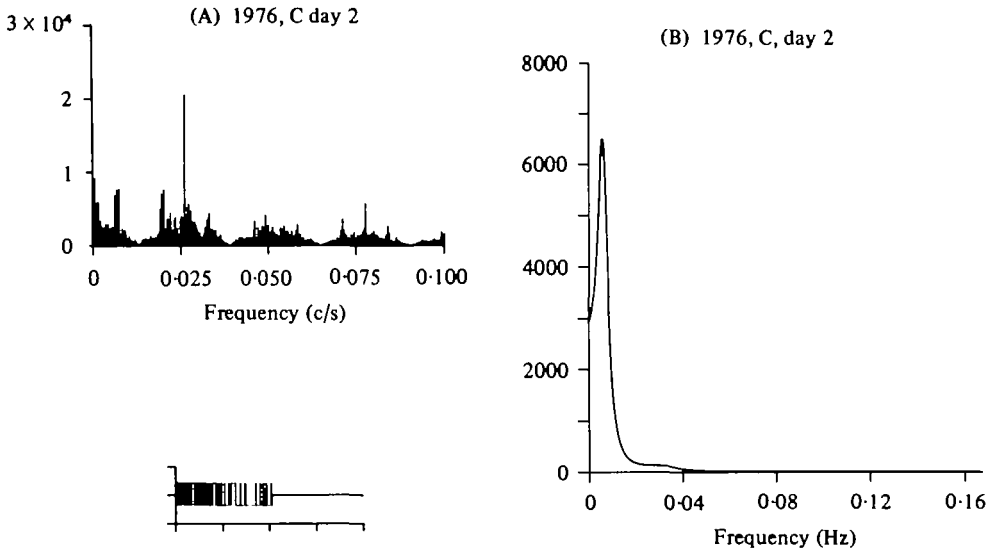 (A) 1976, C day 2
3 × 10⁴
2
1
0
0 0·025 0·050 0·075 0·100
Frequency (c/s)
(B) 1976, C, day 2
8000
6000
4000
2000
0
0 0·04 0·08 0·12 0·16
Frequency (Hz)